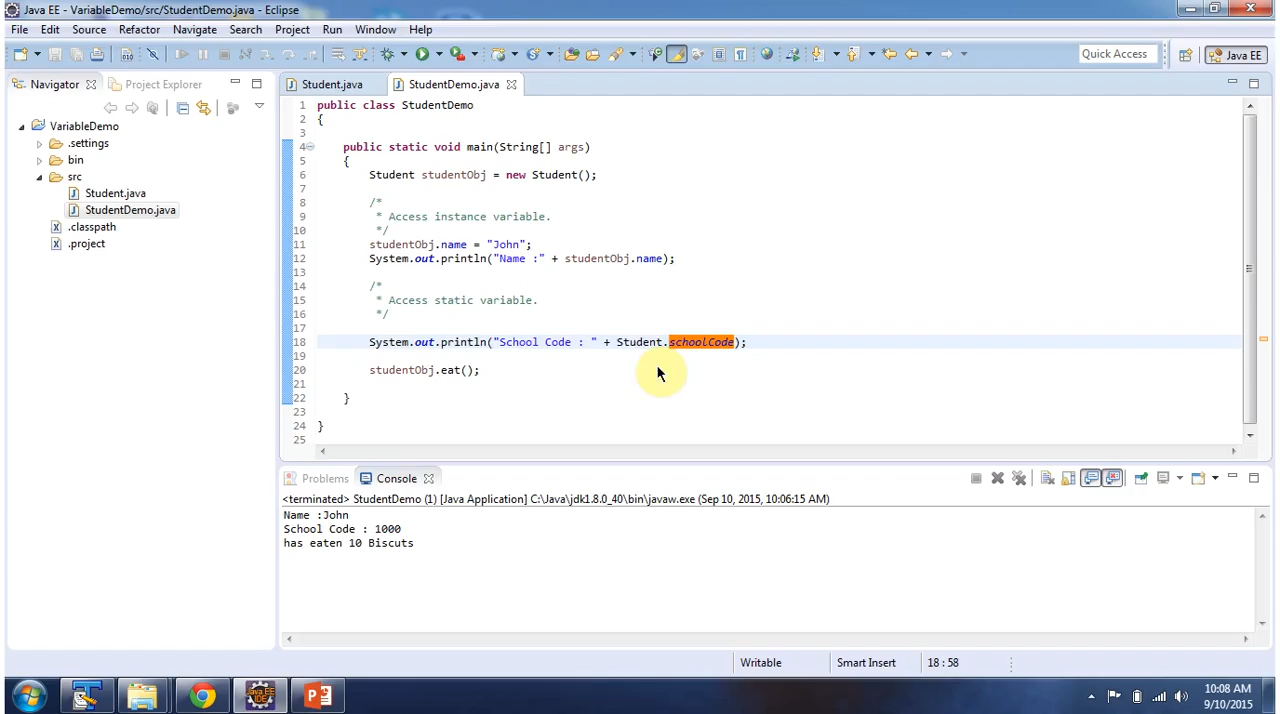 Java EE - VariableDemo/src/StudentDemo.java - Eclipse
File Edit Source Refactor Navigate Search Project Run Window Help
Quick Access
Java EE
Navigator
Project Explorer
Student.java
StudentDemo.java
VariableDemo
.settings
bin
src
Student.java
StudentDemo.java
.classpath
.project
1 public class StudentDemo
2 {
3
4 public static void main(String[] args)
5 {
6 Student studentObj = new Student();
7
8 /*
9 * Access instance variable.
10 */
11 studentObj.name = "John";
12 System.out.println("Name :" + studentObj.name);
13
14 /*
15 * Access static variable.
16 */
17
18 System.out.println("School Code : " + Student.schoolCode);
19
20 studentObj.eat();
21
22 }
23
24 }
25
Problems
Console
<terminated> StudentDemo (1) [Java Application] C:\Java\jdk1.8.0_40\bin\javaw.exe (Sep 10, 2015, 10:06:15 AM)
Name :John
School Code : 1000
has eaten 10 Biscuts
Writable
Smart Insert
18 : 58
Java EE
IDE
10:08 AM
9/10/2015